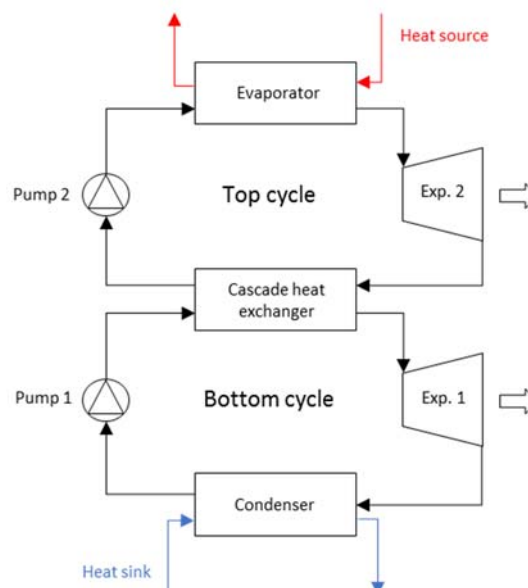 Heat source
Evaporator
Pump 2
Top cycle
Exp. 2
Cascade heat
exchanger
Pump 1
Bottom cycle
Exp. 1
Condenser
Heat sink